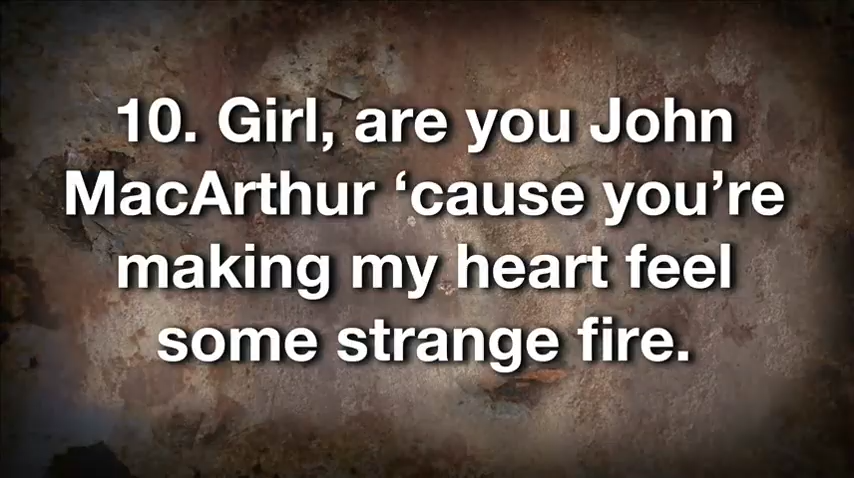 10. Girl, are you John
MacArthur ‘cause you’re
making my heart feel
some strange fire.